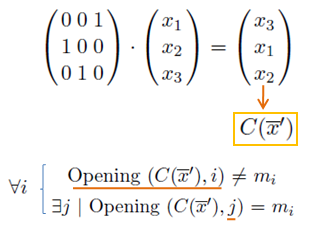 0 0 1 x₁ x₃
1 0 0 · x₂ = x₁
0 1 0 x₃ x₂
C(x̅′)
Opening (C(x̅′), i) ≠ mᵢ
∀i
∃j | Opening (C(x̅′), j) = mᵢ